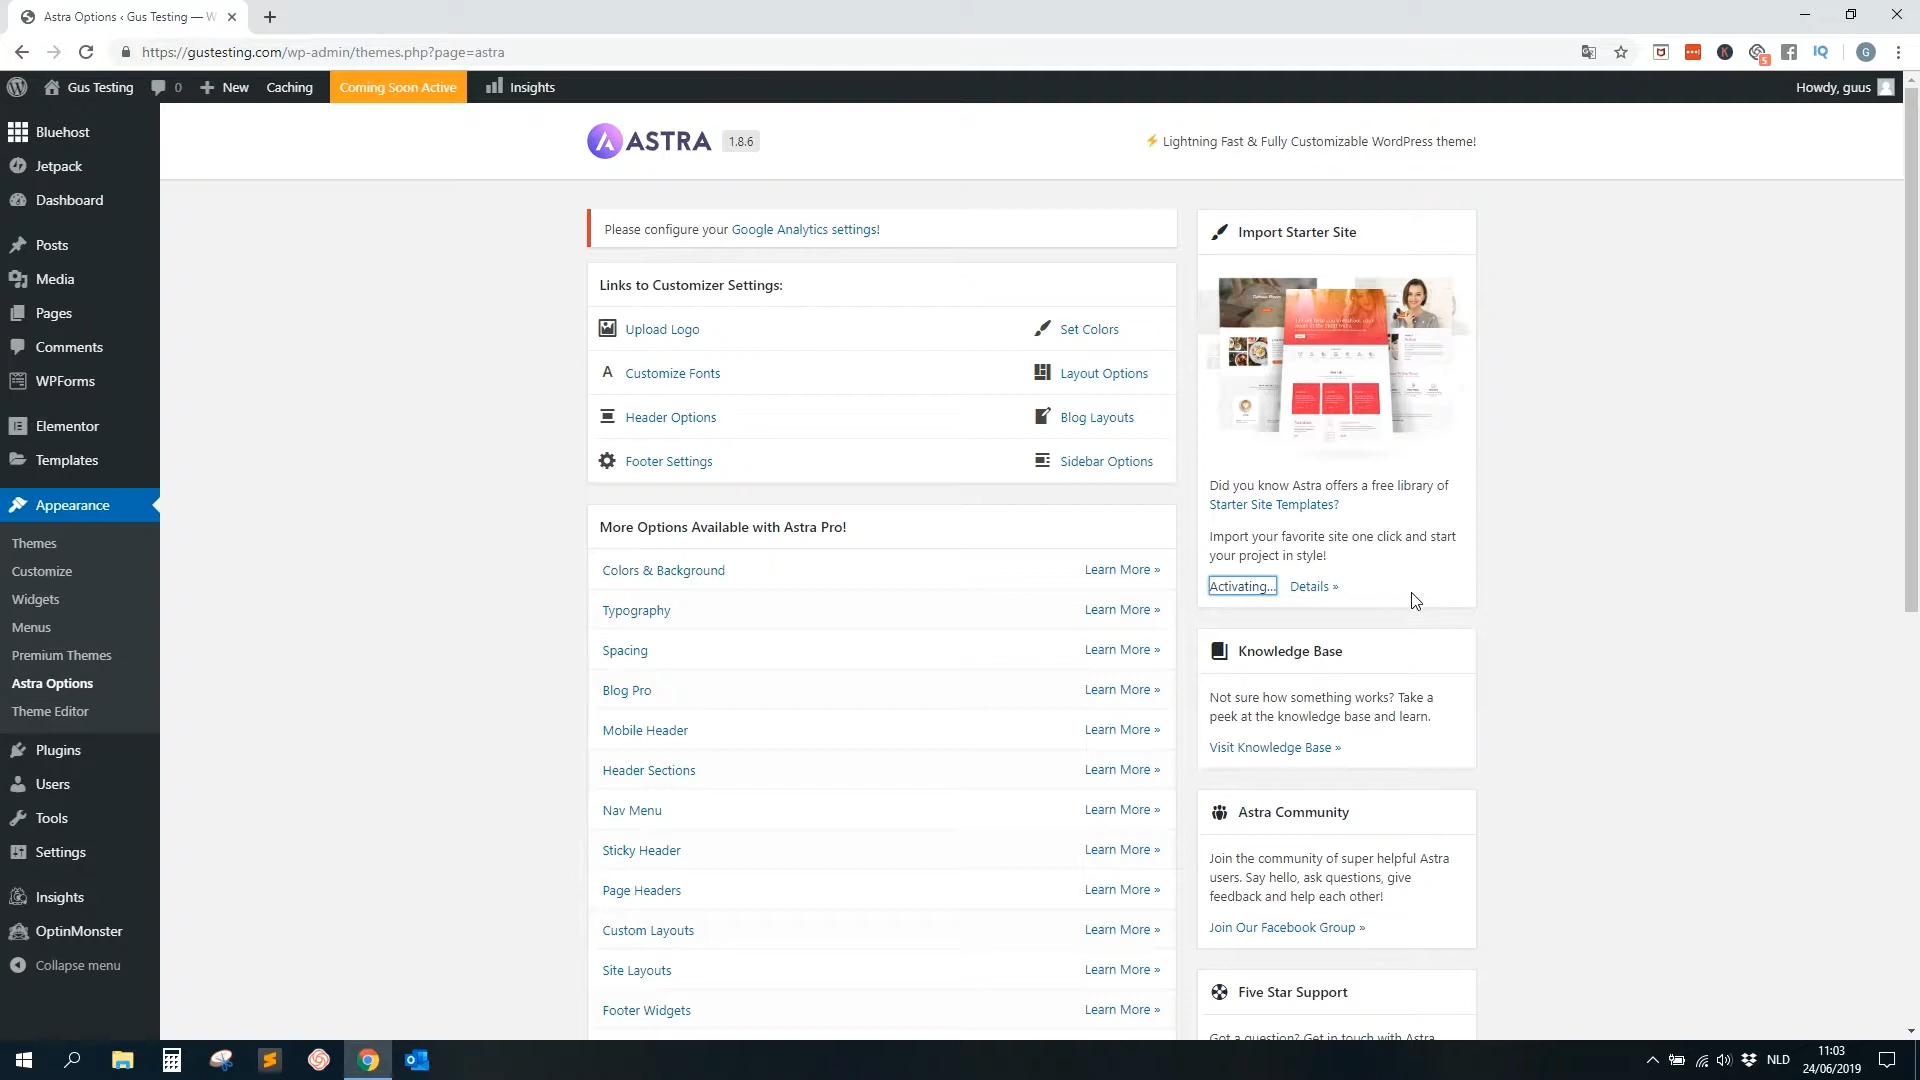 Astra Options ‹ Gus Testing — W
https://gustesting.com/wp-admin/themes.php?page=astra
5
IQ
G
Gus Testing
0
New
Caching
Coming Soon Active
Insights
Howdy, guus
Bluehost
Jetpack
Dashboard
Posts
Media
Pages
Comments
WPForms
Elementor
Templates
Appearance
Themes
Customize
Widgets
Menus
Premium Themes
Astra Options
Theme Editor
Plugins
Users
Tools
Settings
Insights
OptinMonster
Collapse menu
ASTRA
1.8.6
Lightning Fast & Fully Customizable WordPress theme!
Please configure your Google Analytics settings!
Links to Customizer Settings:
Upload Logo
Set Colors
Customize Fonts
Layout Options
Header Options
Blog Layouts
Footer Settings
Sidebar Options
More Options Available with Astra Pro!
Colors & Background
Learn More »
Typography
Learn More »
Spacing
Learn More »
Blog Pro
Learn More »
Mobile Header
Learn More »
Header Sections
Learn More »
Nav Menu
Learn More »
Sticky Header
Learn More »
Page Headers
Learn More »
Custom Layouts
Learn More »
Site Layouts
Learn More »
Footer Widgets
Learn More »
Import Starter Site
Did you know Astra offers a free library of
Starter Site Templates?
Import your favorite site one click and start
your project in style!
Activating...
Details »
Knowledge Base
Not sure how something works? Take a
peek at the knowledge base and learn.
Visit Knowledge Base »
Astra Community
Join the community of super helpful Astra
users. Say hello, ask questions, give
feedback and help each other!
Join Our Facebook Group »
Five Star Support
Got a question? Get in touch with Astra
NLD
11:03
24/06/2019